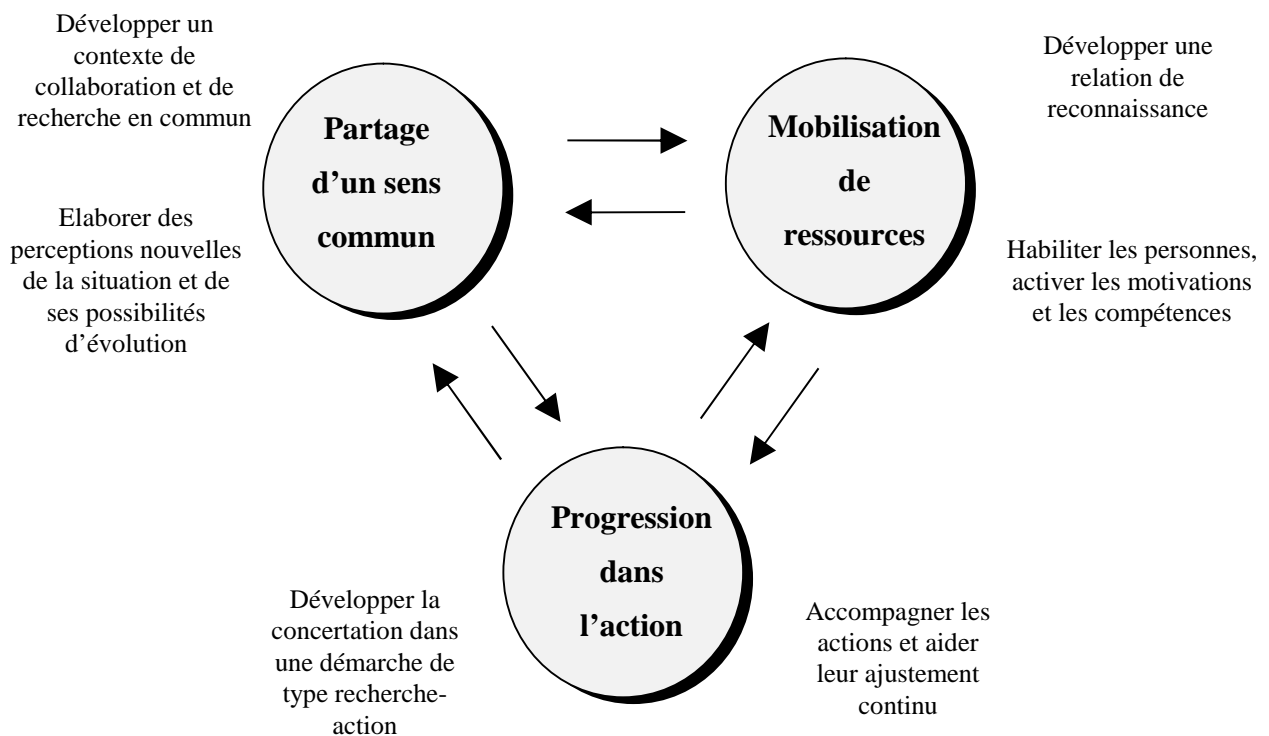 Développer un
contexte de
collaboration et de
recherche en commun
Elaborer des
perceptions nouvelles
de la situation et de
ses possibilités
d’évolution
Partage
d’un sens
commun
Mobilisation
de
ressources
Développer une
relation de
reconnaissance
Habiliter les personnes,
activer les motivations
et les compétences
Progression
dans
l’action
Développer la
concertation dans
une démarche de
type recherche-
action
Accompagner les
actions et aider
leur ajustement
continu